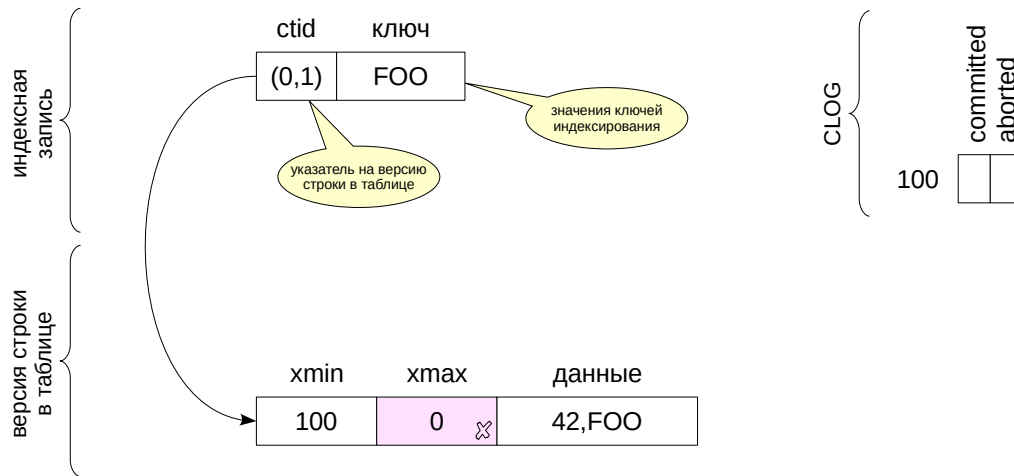 ctid ключ
(0,1) FOO
индексная
запись
значения ключей
индексирования
указатель на версию
строки в таблице
CLOG
committed
aborted
100
версия строки
в таблице
xmin xmax данные
100 0 42,FOO